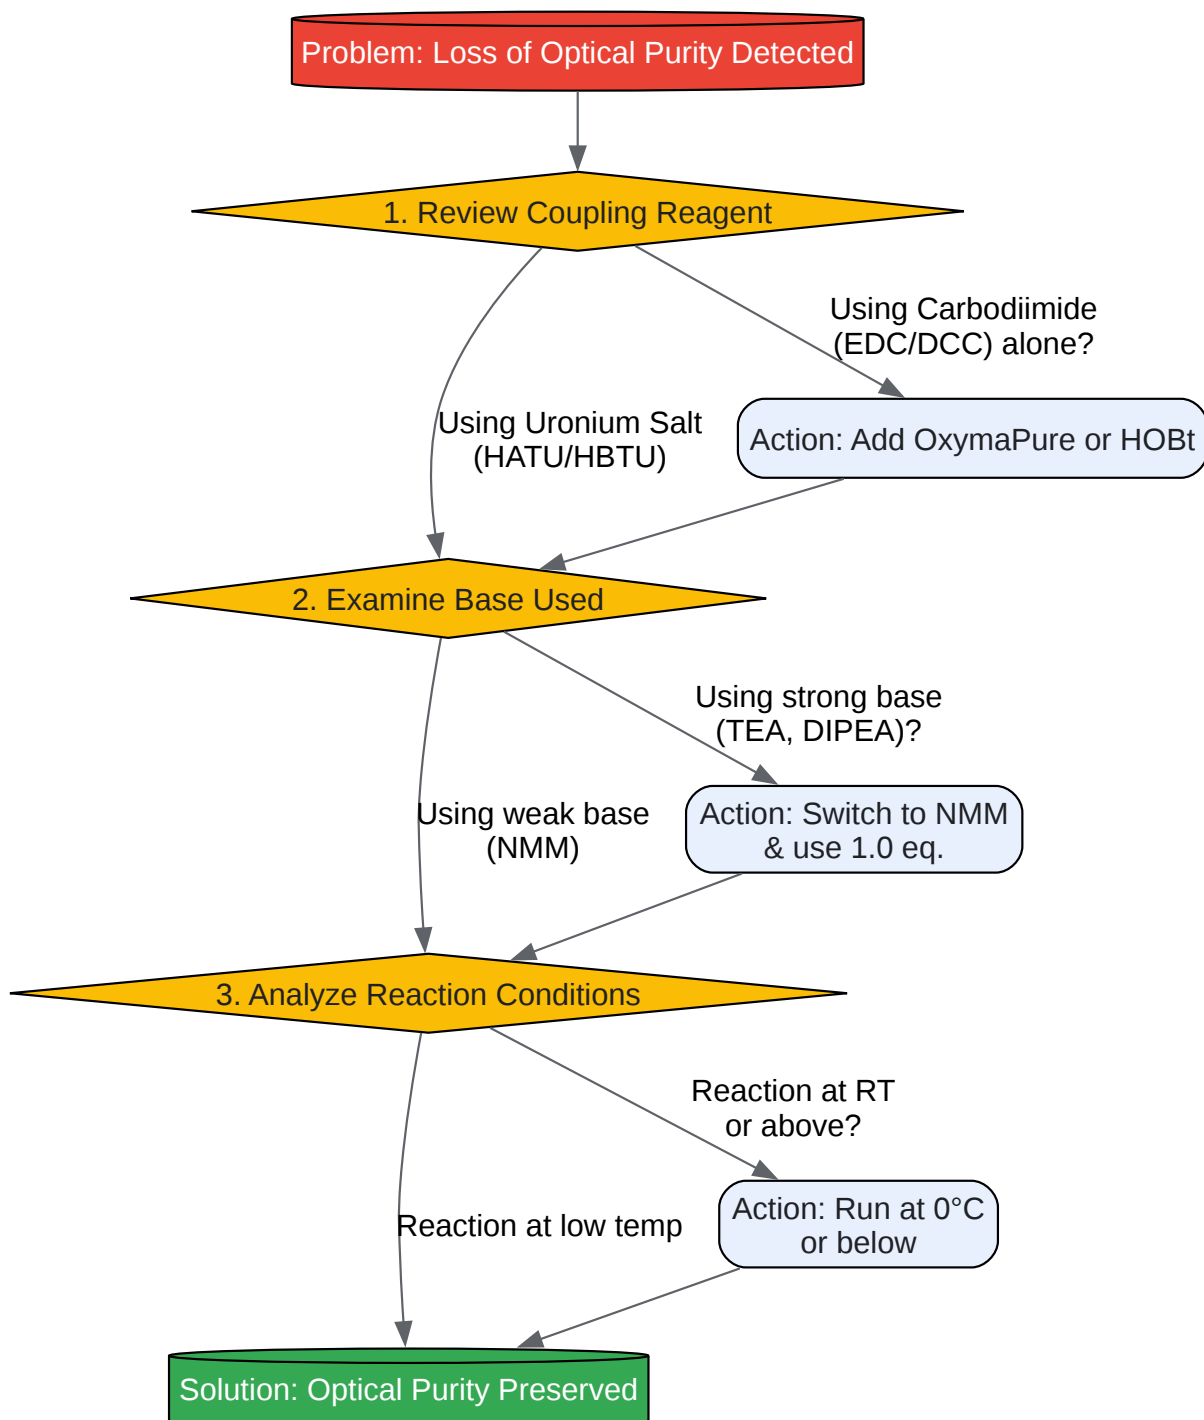 Problem: Loss of Optical Purity Detected
1. Review Coupling Reagent
Using Carbodiimide
(EDC/DCC) alone?
Using Uronium Salt
(HATU/HBTU)
Action: Add OxymaPure or HOBt
2. Examine Base Used
Using strong base
(TEA, DIPEA)?
Using weak base
(NMM)
Action: Switch to NMM
& use 1.0 eq.
3. Analyze Reaction Conditions
Reaction at RT
or above?
Reaction at low temp
Action: Run at 0°C
or below
Solution: Optical Purity Preserved